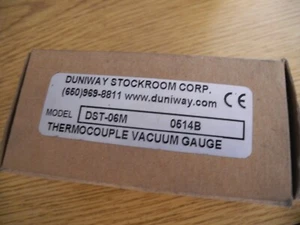 DUNIWAY STOCKROOM CORP.
(650)969-8811 www.duniway.com CE
MODEL DST-06M 0514B
THERMOCOUPLE VACUUM GAUGE